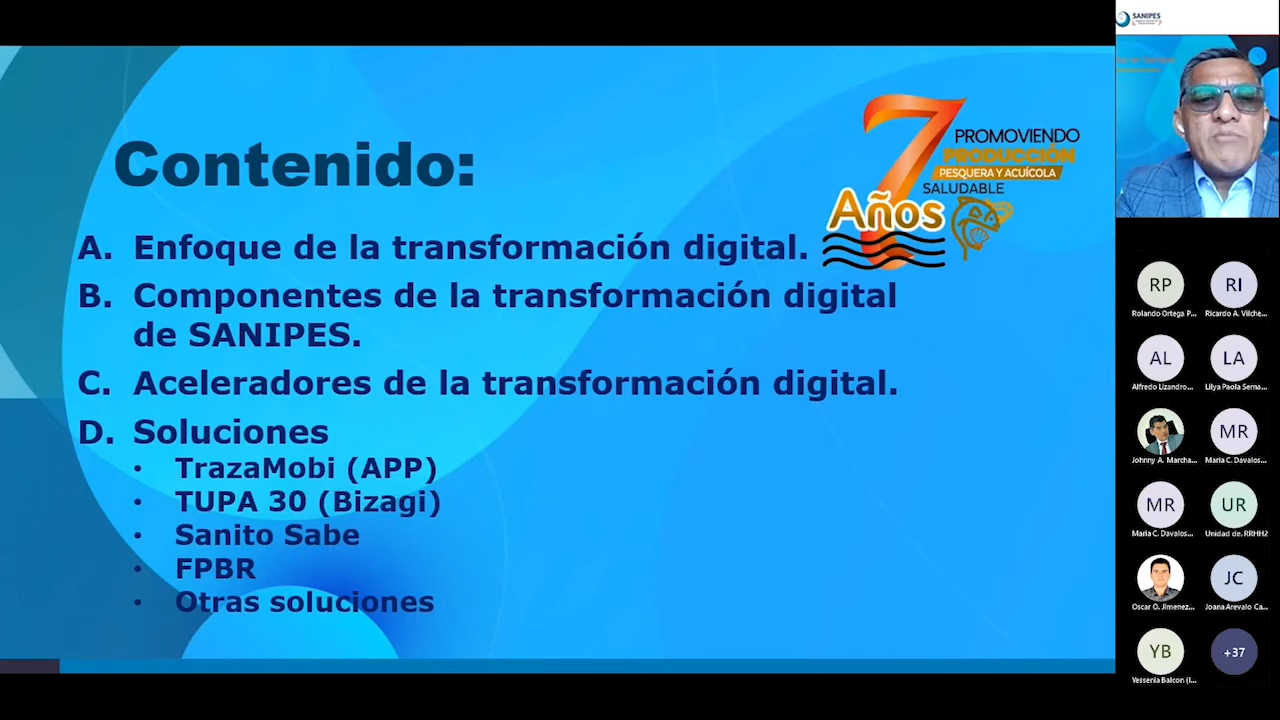 Contenido:
A. Enfoque de la transformación digital.
B. Componentes de la transformación digital
de SANIPES.
C. Aceleradores de la transformación digital.
D. Soluciones
• TrazaMobi (APP)
• TUPA 30 (Bizagi)
• Sanito Sabe
• FPBR
• Otras soluciones
7 Años
PROMOVIENDO
PRODUCCIÓN
PESQUERA Y ACUÍCOLA
SALUDABLE
SANIPES
RP RI
Rolando Ortega P... Ricardo A. Vilche...
AL LA
Alfredo Lizandro... Lilya Paola Serna...
MR
Johnny A. Marcha... Maria C. Davalos...
MR UR
Maria C. Davalos... Unidad de. RRHH2
JC
Oscar O. Jimenez... Joana Arevalo Ca...
YB +37
Yessenia Balcon (I...